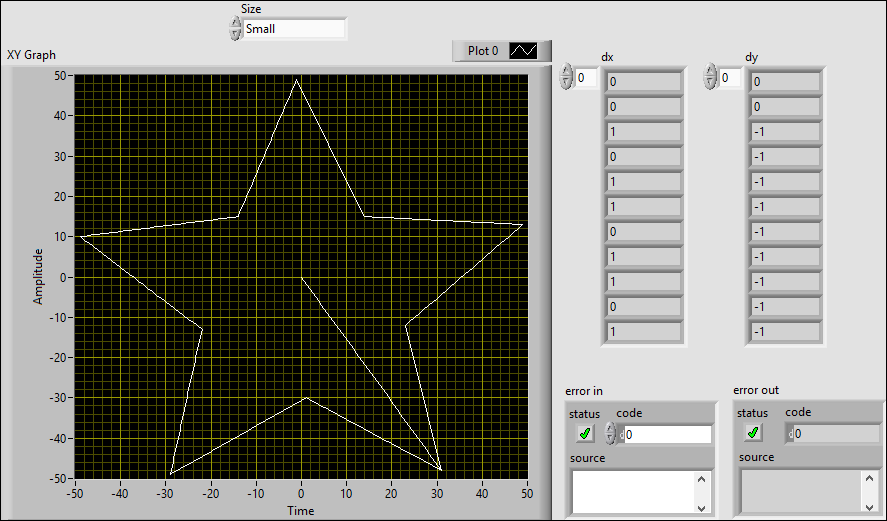 Size
Small
XY Graph
Plot 0
50
40
30
20
10
0
-10
-20
-30
-40
-50
Amplitude
-50 -40 -30 -20 -10 0 10 20 30 40 50
Time
dx
0
0
0
1
0
1
1
0
1
1
0
1
dy
0
0
0
-1
-1
-1
-1
-1
-1
-1
-1
-1
error in
status code
0
source
error out
status code
0
source